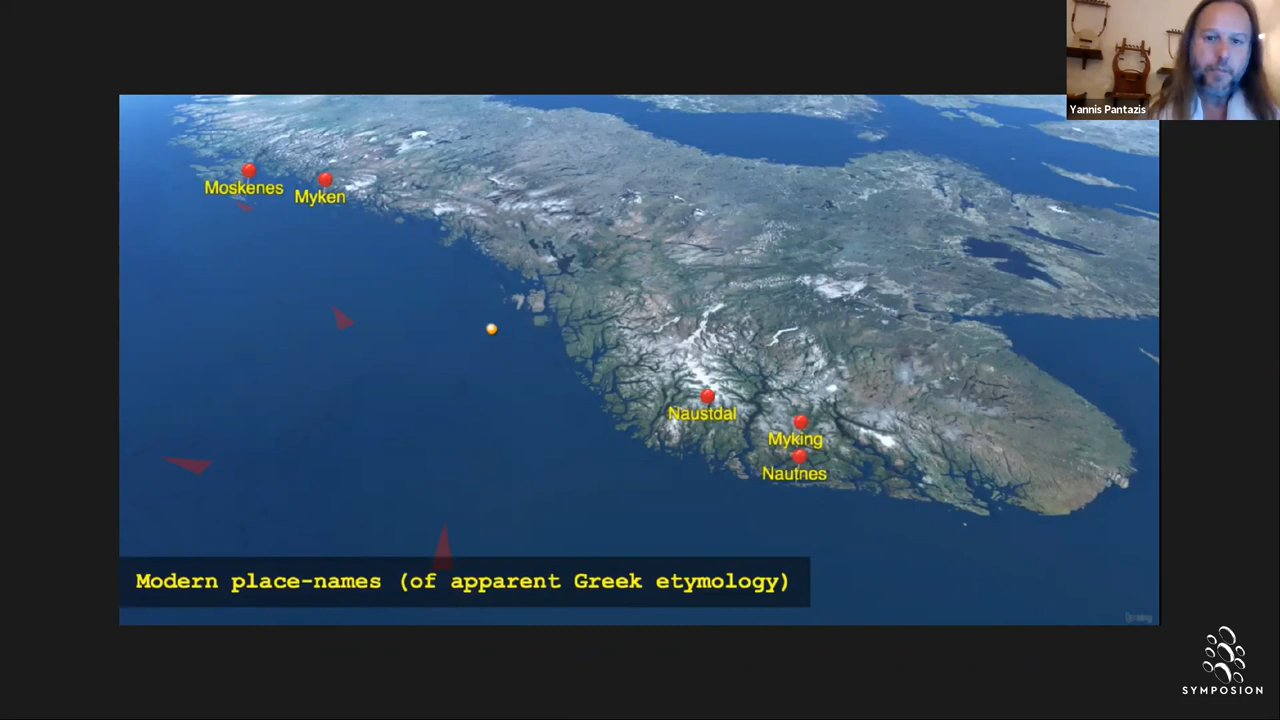 Yannis Pantazis
Moskenes
Myken
Naustdal
Myking
Nautnes
Modern place-names (of apparent Greek etymology)
SYMPOSION